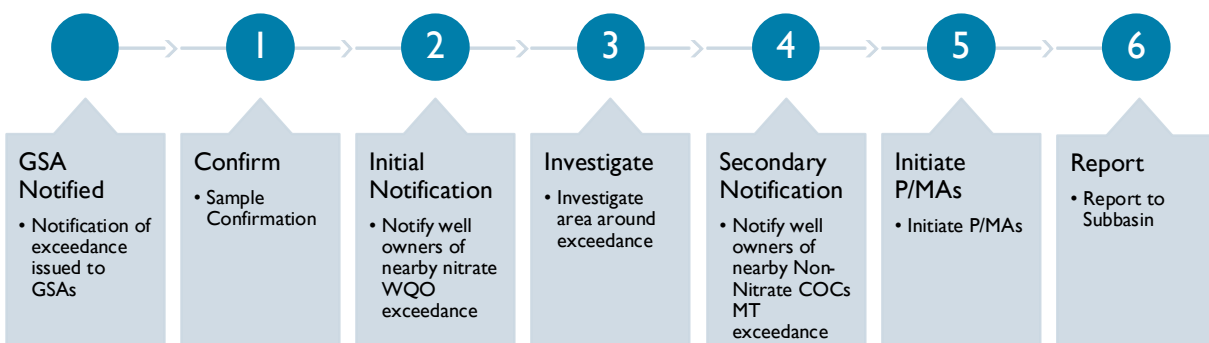 1
2
3
4
5
6
GSA
Notified
• Notification of
exceedance
issued to
GSAs
Confirm
• Sample
Confirmation
Initial
Notification
• Notify well
owners of
nearby nitrate
WQO
exceedance
Investigate
• Investigate
area around
exceedance
Secondary
Notification
• Notify well
owners of
nearby Non-
Nitrate COCs
MT
exceedance
Initiate
P/MAs
• Initiate P/MAs
Report
• Report to
Subbasin